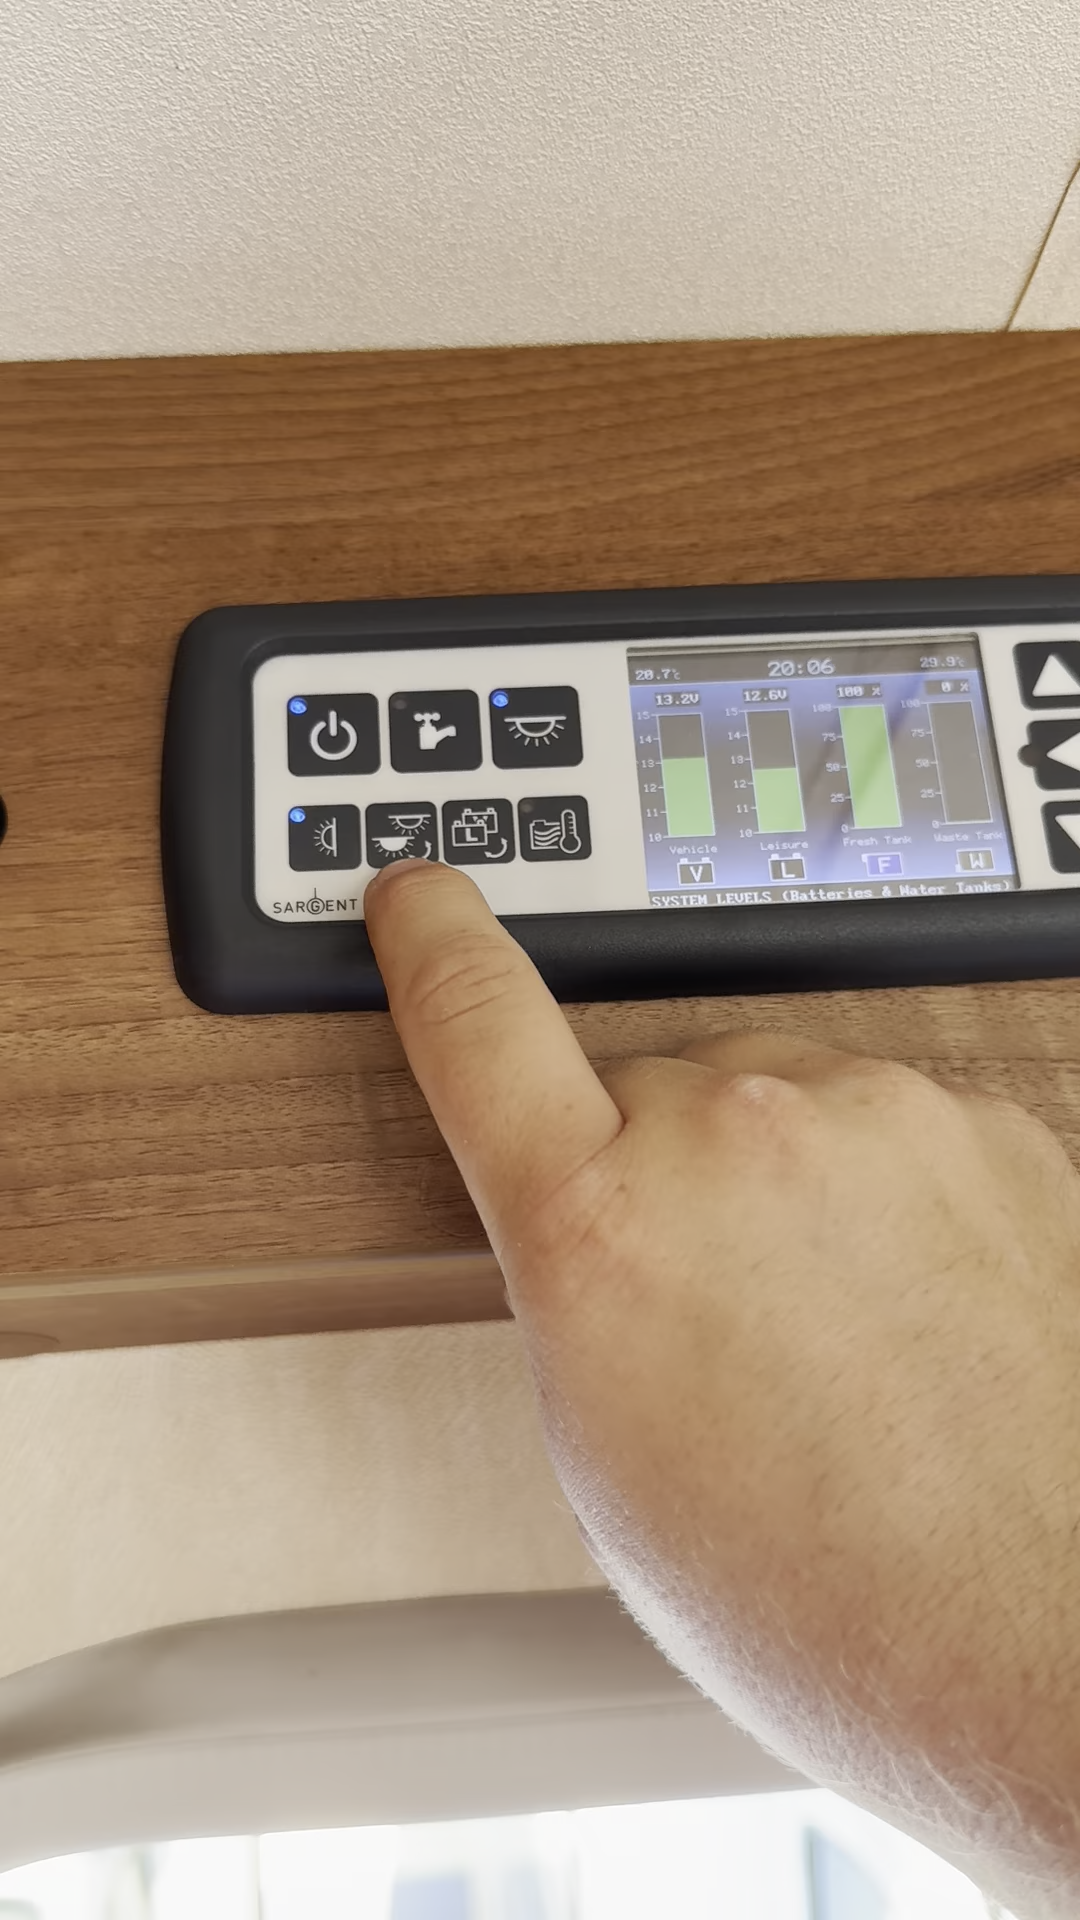 20.7℃ 20:06 29.9℃
13.2V 12.6V 100 % 0 %
15 15 100 100
14 14 75 75
13 13 50 50
12 12 25 25
11 11
10 10 0 0
Vehicle Leisure Fresh Tank Waste Tank
V L F W
SYSTEM LEVELS (Batteries & Water Tanks)
L
SARGENT